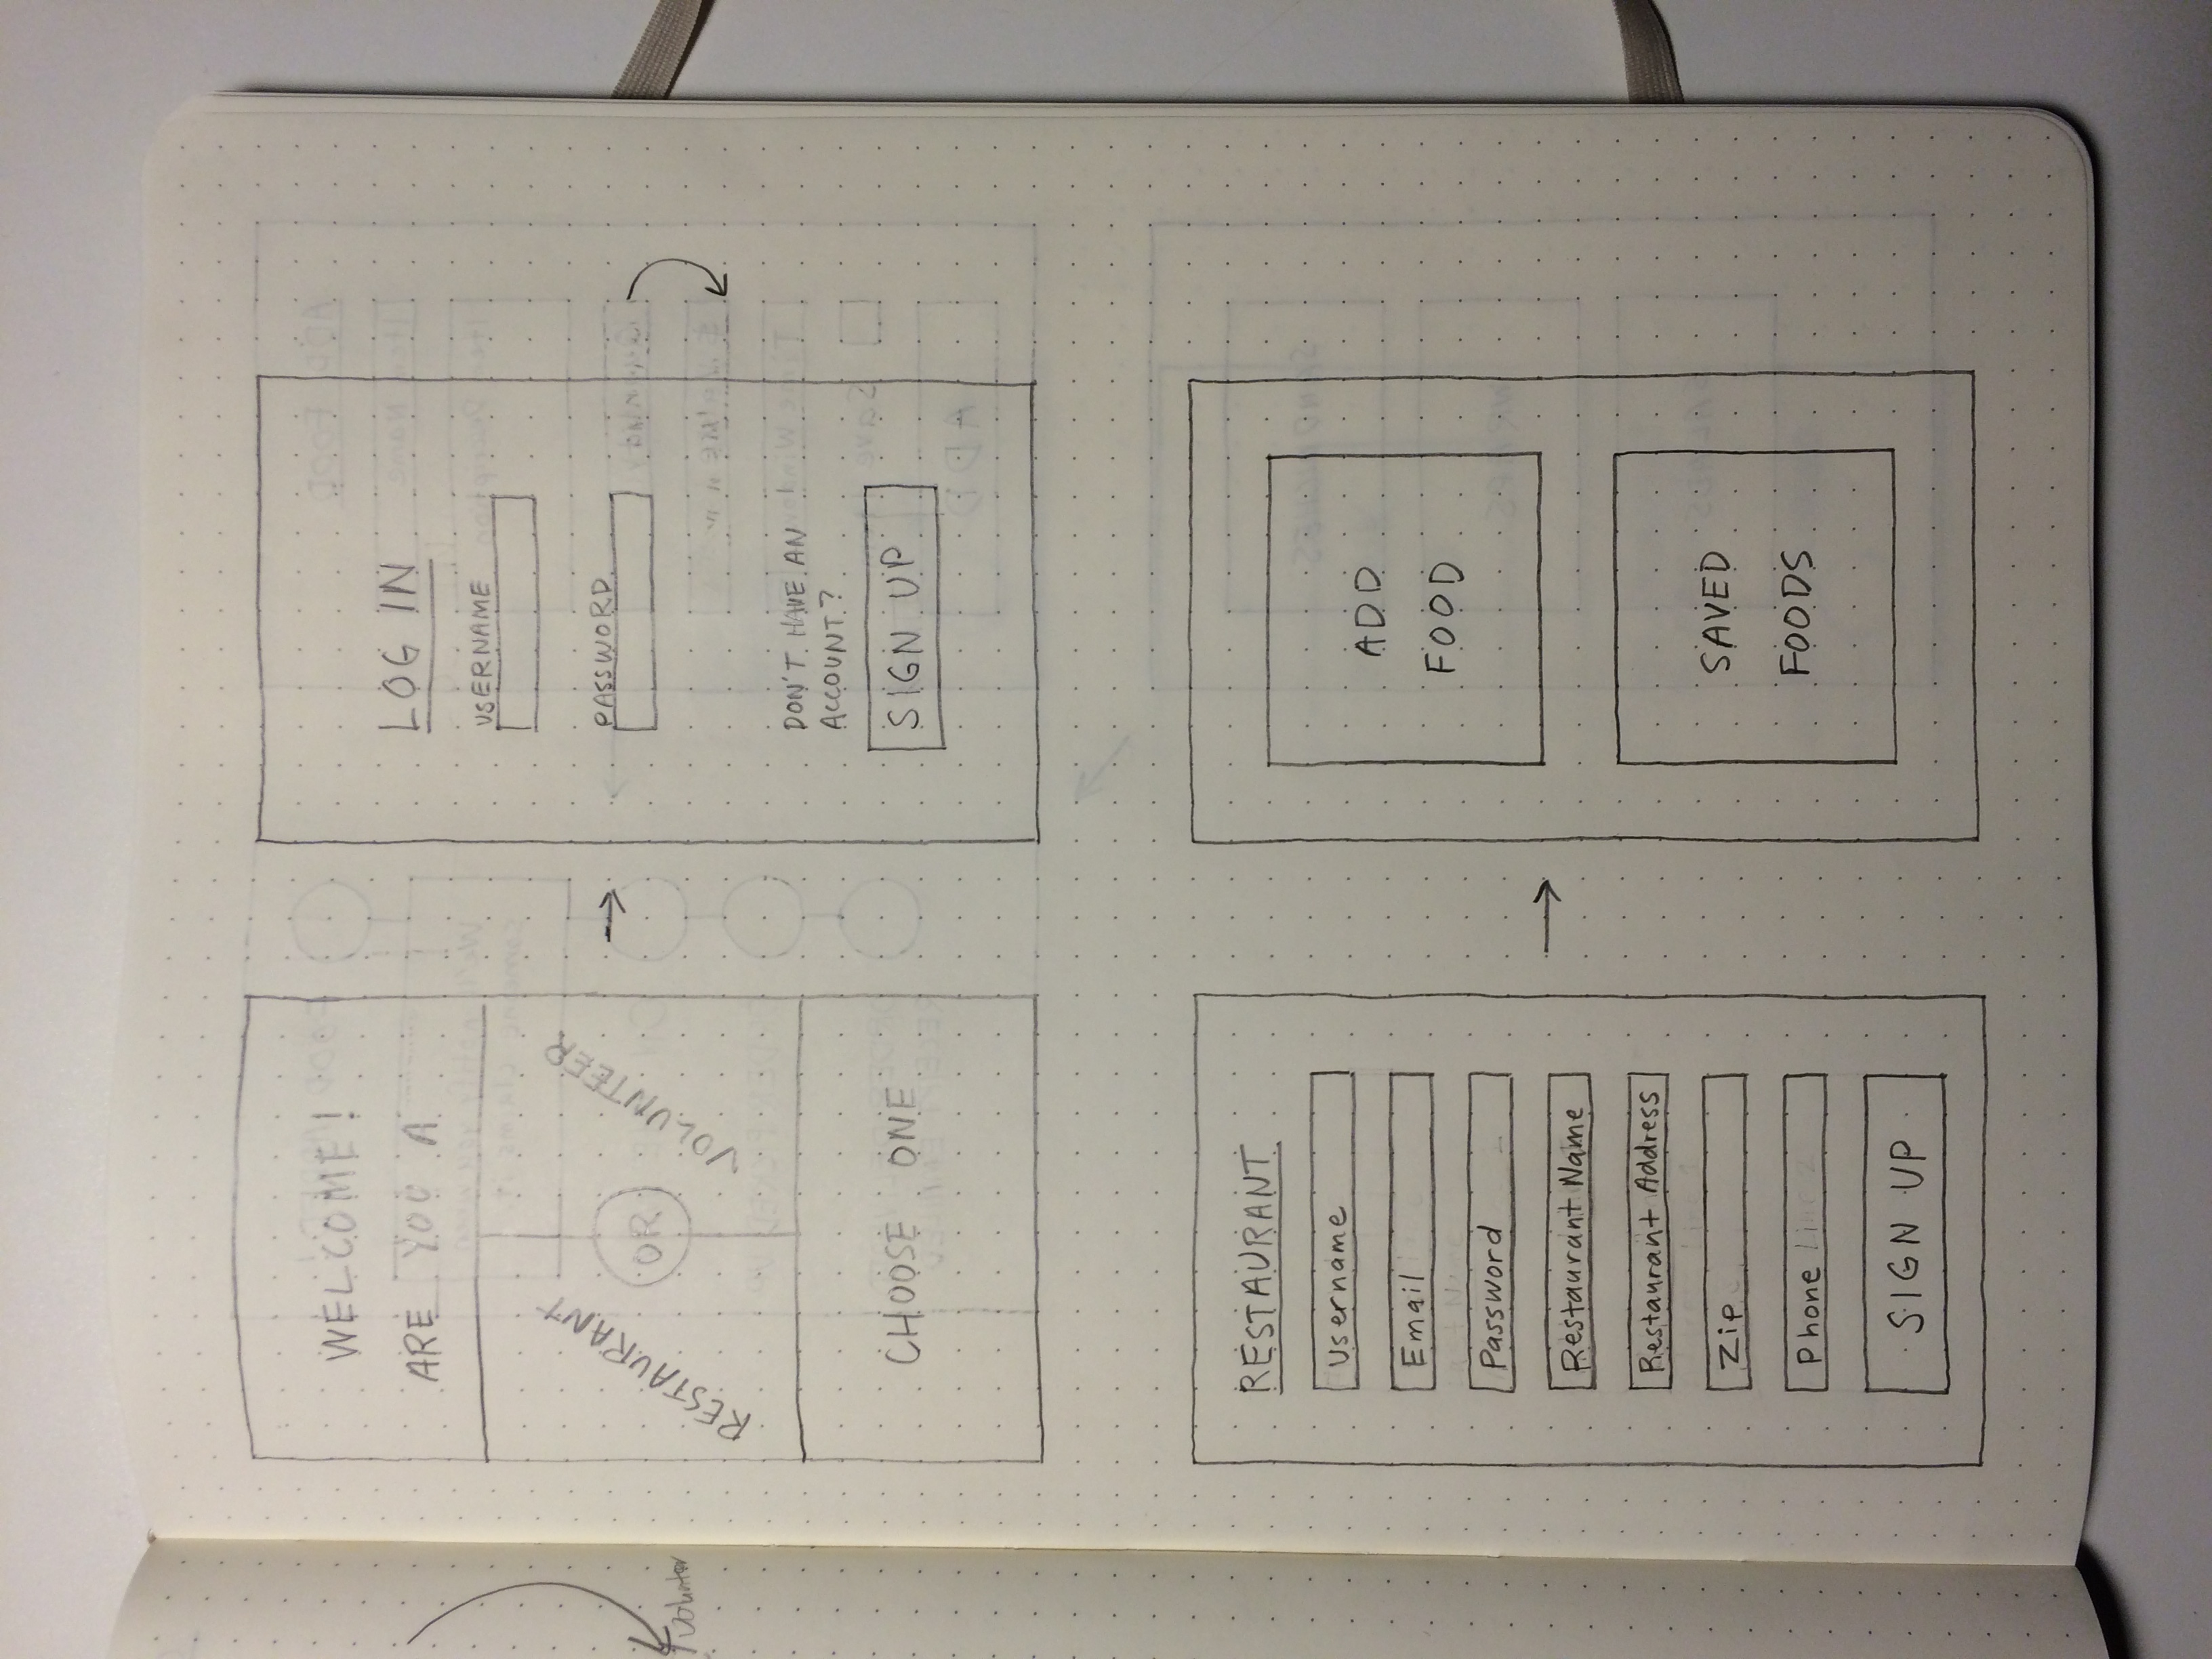 WELCOME!
ARE YOU A
RESTAURANT
OR
VOLUNTEER
CHOOSE ONE
LOG IN
USERNAME
PASSWORD
DON'T HAVE AN
ACCOUNT?
SIGN UP
RESTAURANT
Username
Email
Password
Restaurant Name
Restaurant Address
Zip
Phone
SIGN UP
ADD
FOOD
SAVED
FOODS